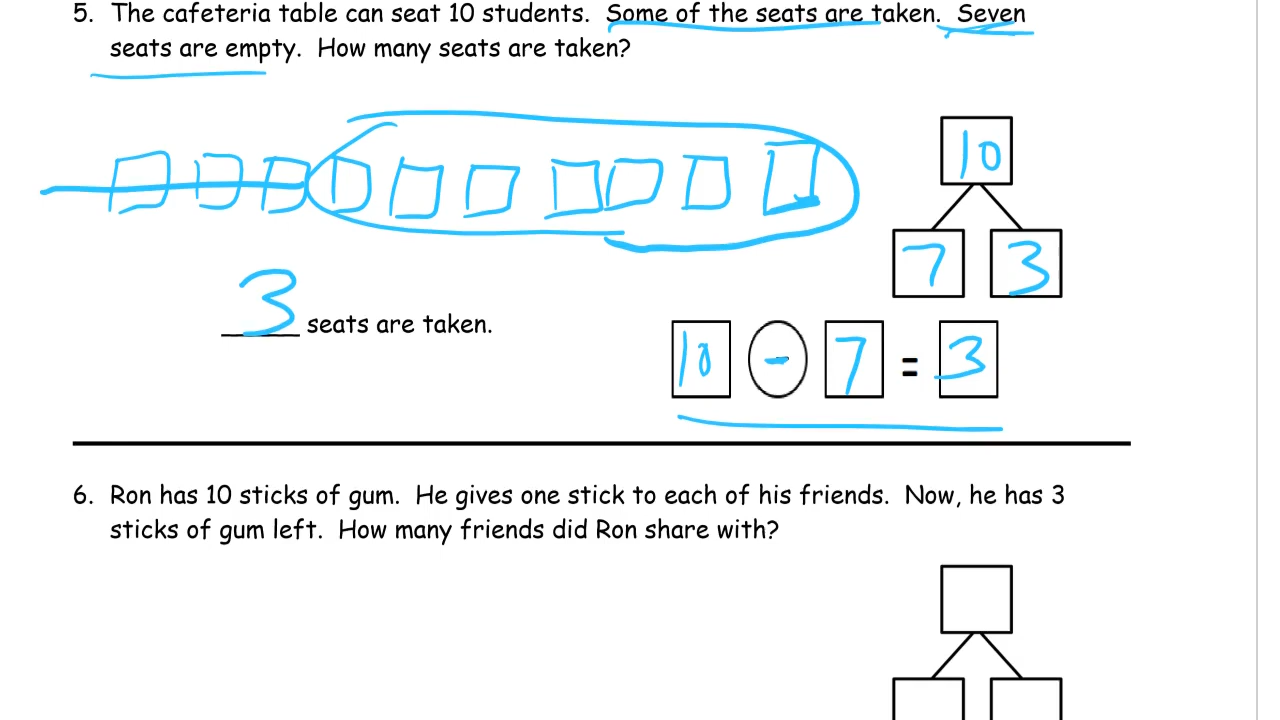 5. The cafeteria table can seat 10 students. Some of the seats are taken. Seven
seats are empty. How many seats are taken?
10
7 3
3 seats are taken.
10 - 7 = 3
6. Ron has 10 sticks of gum. He gives one stick to each of his friends. Now, he has 3
sticks of gum left. How many friends did Ron share with?